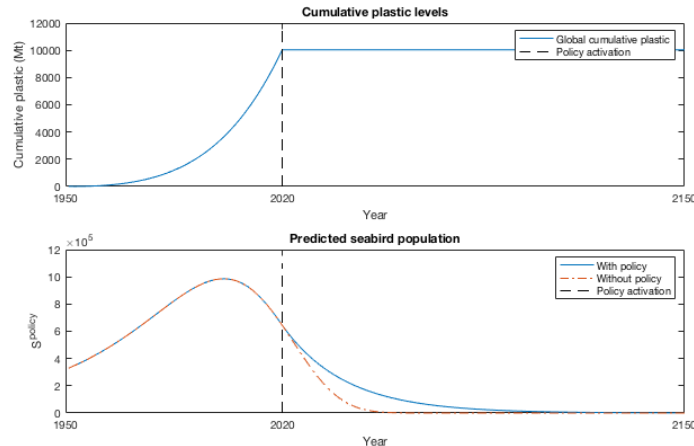 Cumulative plastic levels
12000
10000
8000
6000
4000
2000
0
Cumulative plastic (Mt)
Global cumulative plastic
Policy activation
1950
2020
2150
Year
Predicted seabird population
×10^5
12
10
8
6
4
2
0
S^policy
With policy
Without policy
Policy activation
1950
2020
2150
Year